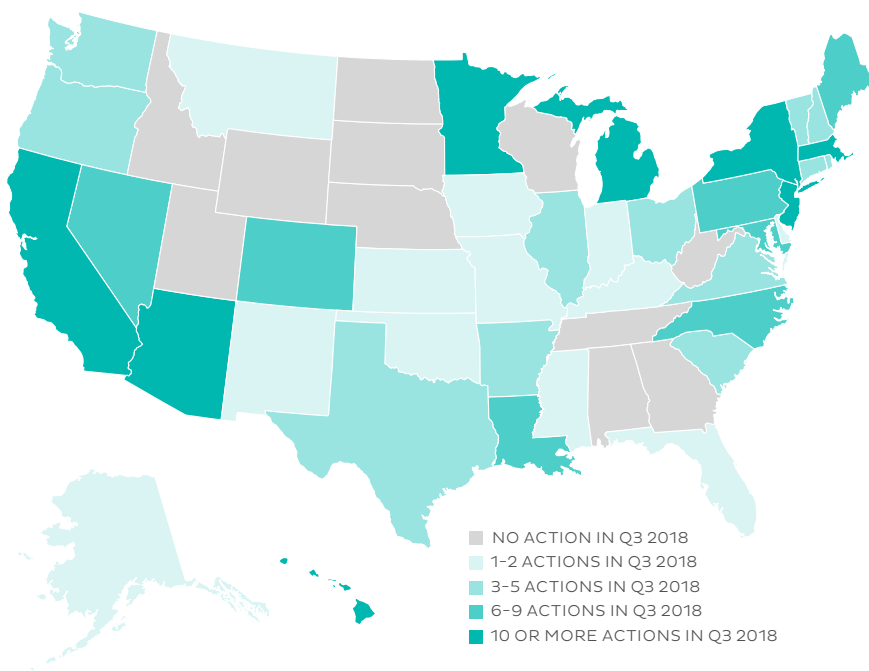 NO ACTION IN Q3 2018
1–2 ACTIONS IN Q3 2018
3–5 ACTIONS IN Q3 2018
6–9 ACTIONS IN Q3 2018
10 OR MORE ACTIONS IN Q3 2018